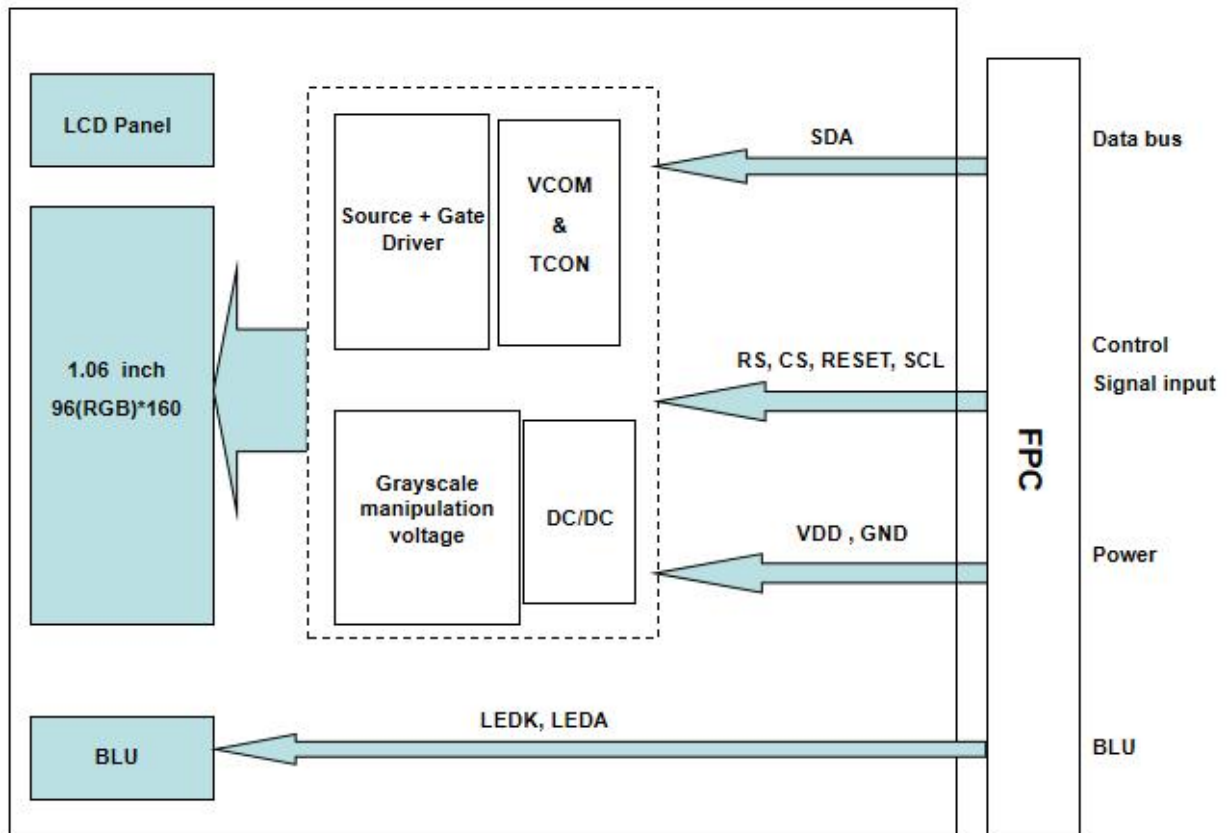 LCD Panel
1.06 inch
96(RGB)*160
BLU
Source + Gate
Driver
VCOM
&
TCON
Grayscale
manipulation
voltage
DC/DC
SDA
RS, CS, RESET, SCL
VDD , GND
LEDK, LEDA
FPC
Data bus
Control
Signal input
Power
BLU